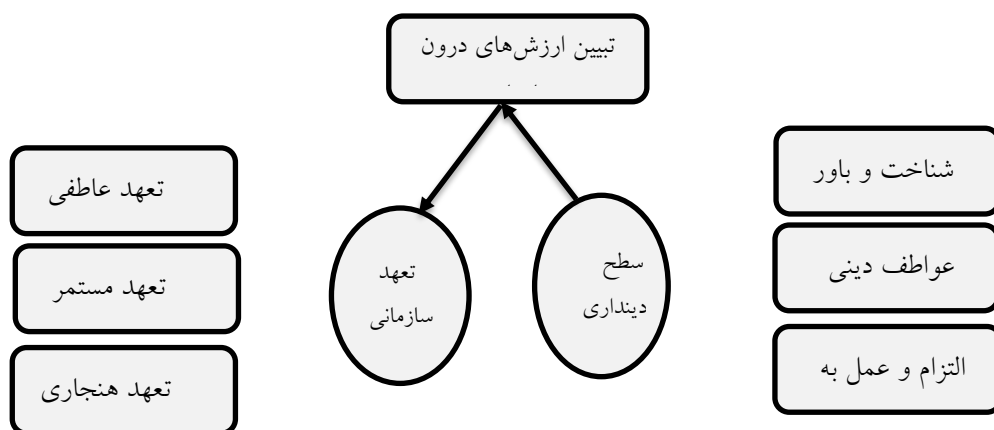 تبیین ارزش‌های درون
شناخت و باور
عواطف دینی
التزام و عمل به
سطح
دینداری
تعهد
سازمانی
تعهد عاطفی
تعهد مستمر
تعهد هنجاری